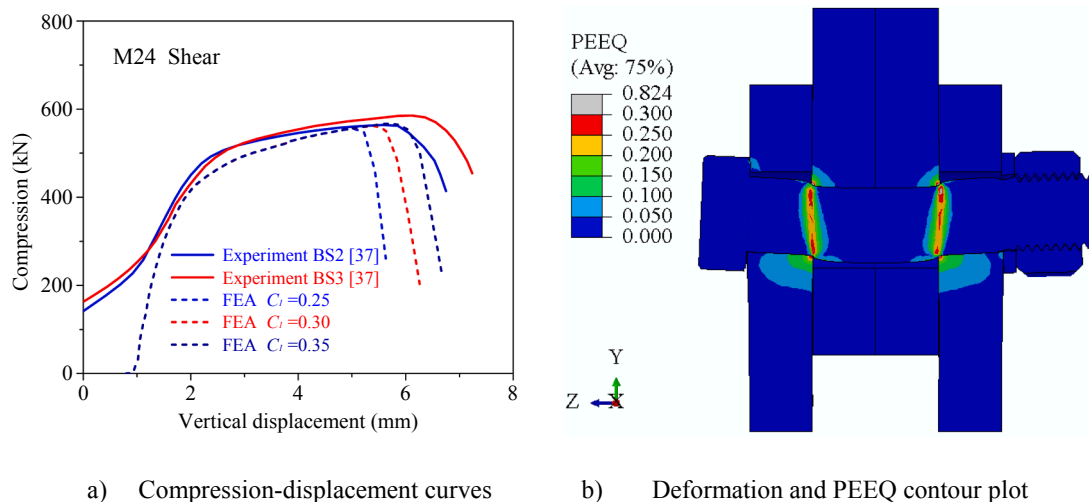 800
600
400
200
0
Compression (kN)
M24 Shear
Experiment BS2 [37]
Experiment BS3 [37]
FEA C₁ =0.25
FEA C₁ =0.30
FEA C₁ =0.35
0 2 4 6 8
Vertical displacement (mm)
PEEQ
(Avg: 75%)
0.824
0.300
0.250
0.200
0.150
0.100
0.050
0.000
Y
Z X
a) Compression-displacement curves
b) Deformation and PEEQ contour plot